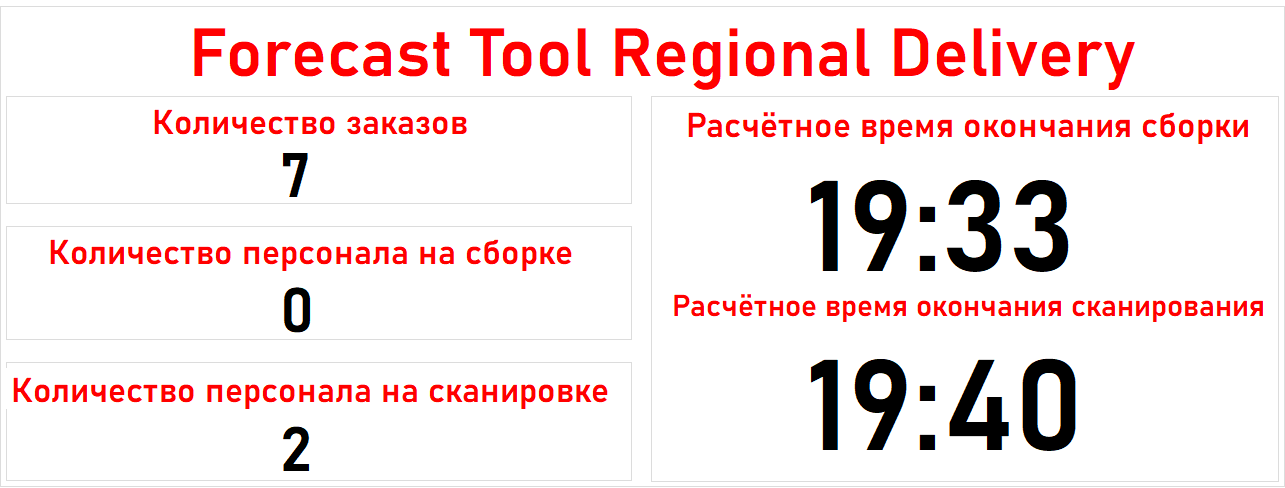 Forecast Tool Regional Delivery
Количество заказов
7
Количество персонала на сборке
0
Количество персонала на сканировке
2
Расчётное время окончания сборки
19:33
Расчётное время окончания сканирования
19:40